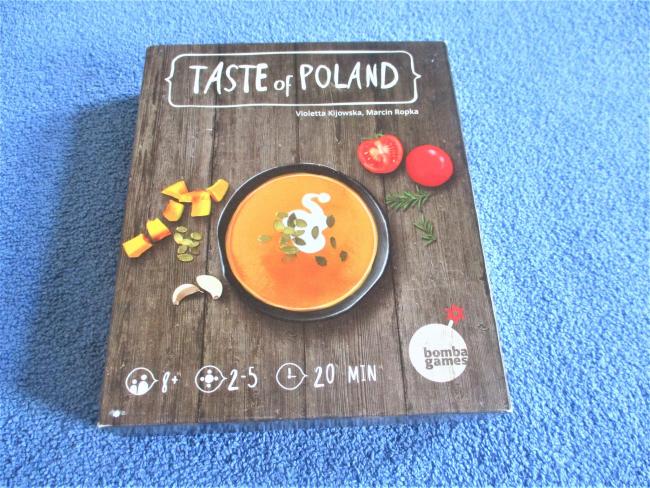 TASTE of POLAND
Violetta Kijowska, Marcin Ropka
bomba
games
8+ 2-5 20 MIN